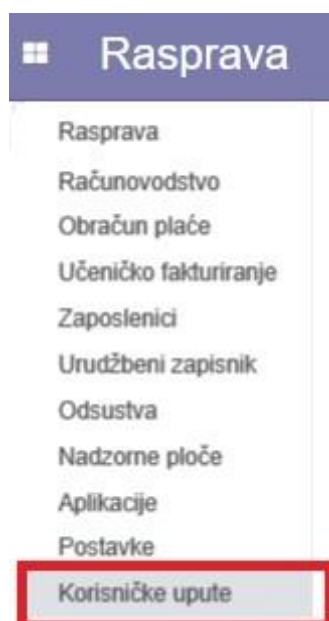 Rasprava
Rasprava
Računovodstvo
Obračun plaće
Učeničko fakturiranje
Zaposlenici
Urudžbeni zapisnik
Odsustva
Nadzorne ploče
Aplikacije
Postavke
Korisničke upute